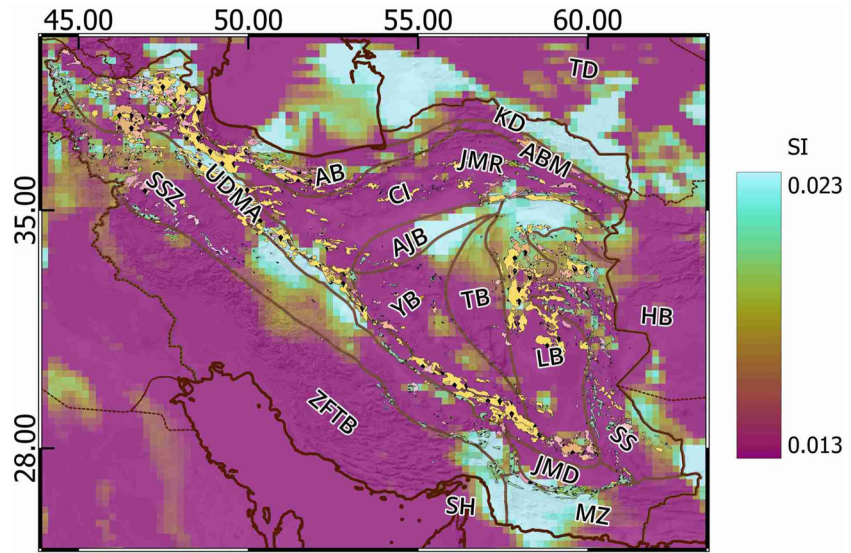 45.00 50.00 55.00 60.00
TD
KD
ABM
JMR
AB
CI
SSZ
UDMA
AJB
YB
TB
HB
LB
ZFTB
SS
JMD
SH
MZ
35.00
28.00
SI
0.023
0.013